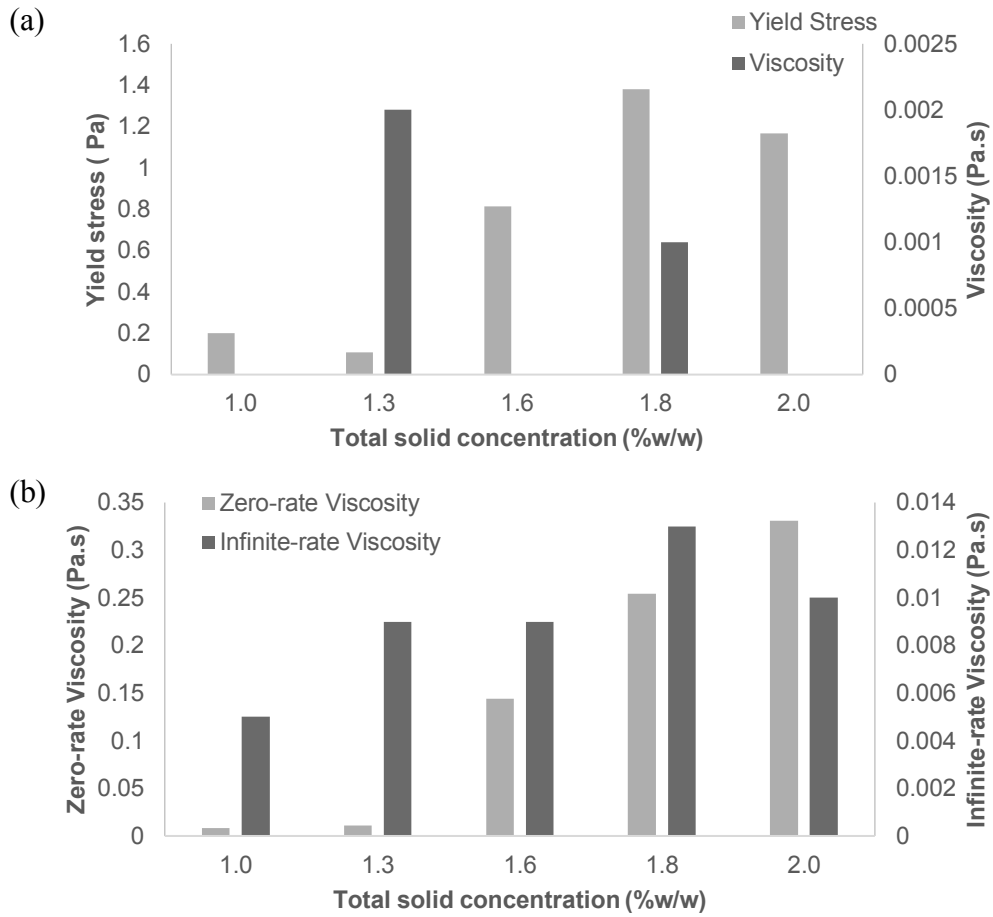 (a)
Yield Stress
Viscosity
1.6
1.4
1.2
1
0.8
0.6
0.4
0.2
0
Yield stress ( Pa)
0.0025
0.002
0.0015
0.001
0.0005
0
Viscosity (Pa.s)
1.0 1.3 1.6 1.8 2.0
Total solid concentration (%w/w)
(b)
Zero-rate Viscosity
Infinite-rate Viscosity
0.35
0.3
0.25
0.2
0.15
0.1
0.05
0
Zero-rate Viscosity (Pa.s)
0.014
0.012
0.01
0.008
0.006
0.004
0.002
0
Infinite-rate Viscosity (Pa.s)
1.0 1.3 1.6 1.8 2.0
Total solid concentration (%w/w)